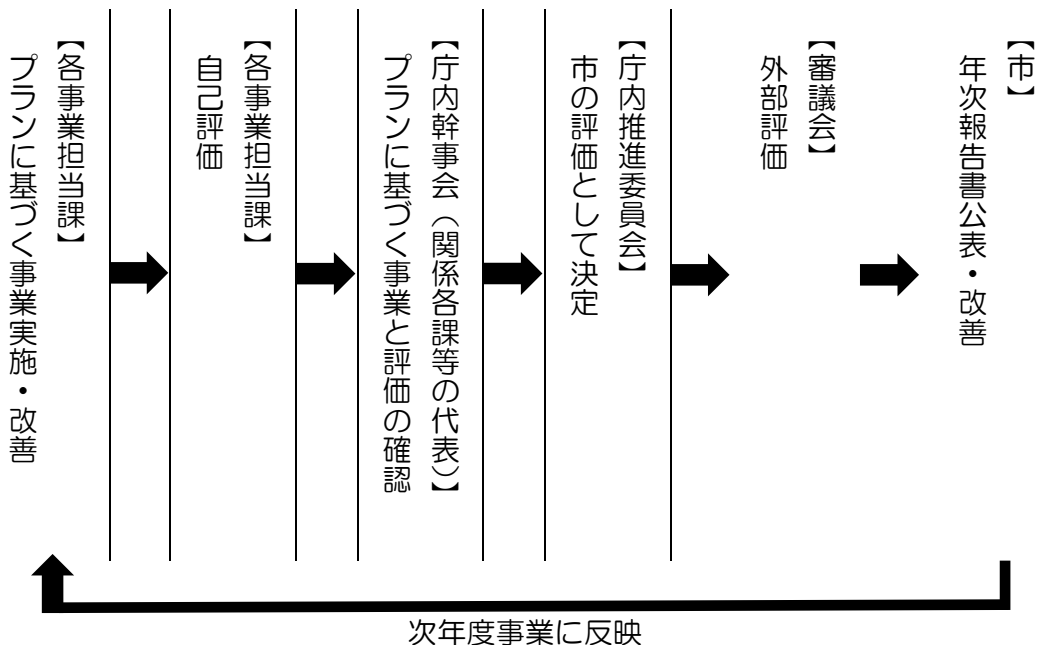 【各事業担当課】
プランに基づく事業実施・改善
【各事業担当課】
自己評価
【庁内幹事会（関係各課等の代表）】
プランに基づく事業と評価の確認
【庁内推進委員会】
市の評価として決定
【審議会】
外部評価
【市】
年次報告書公表・改善
次年度事業に反映